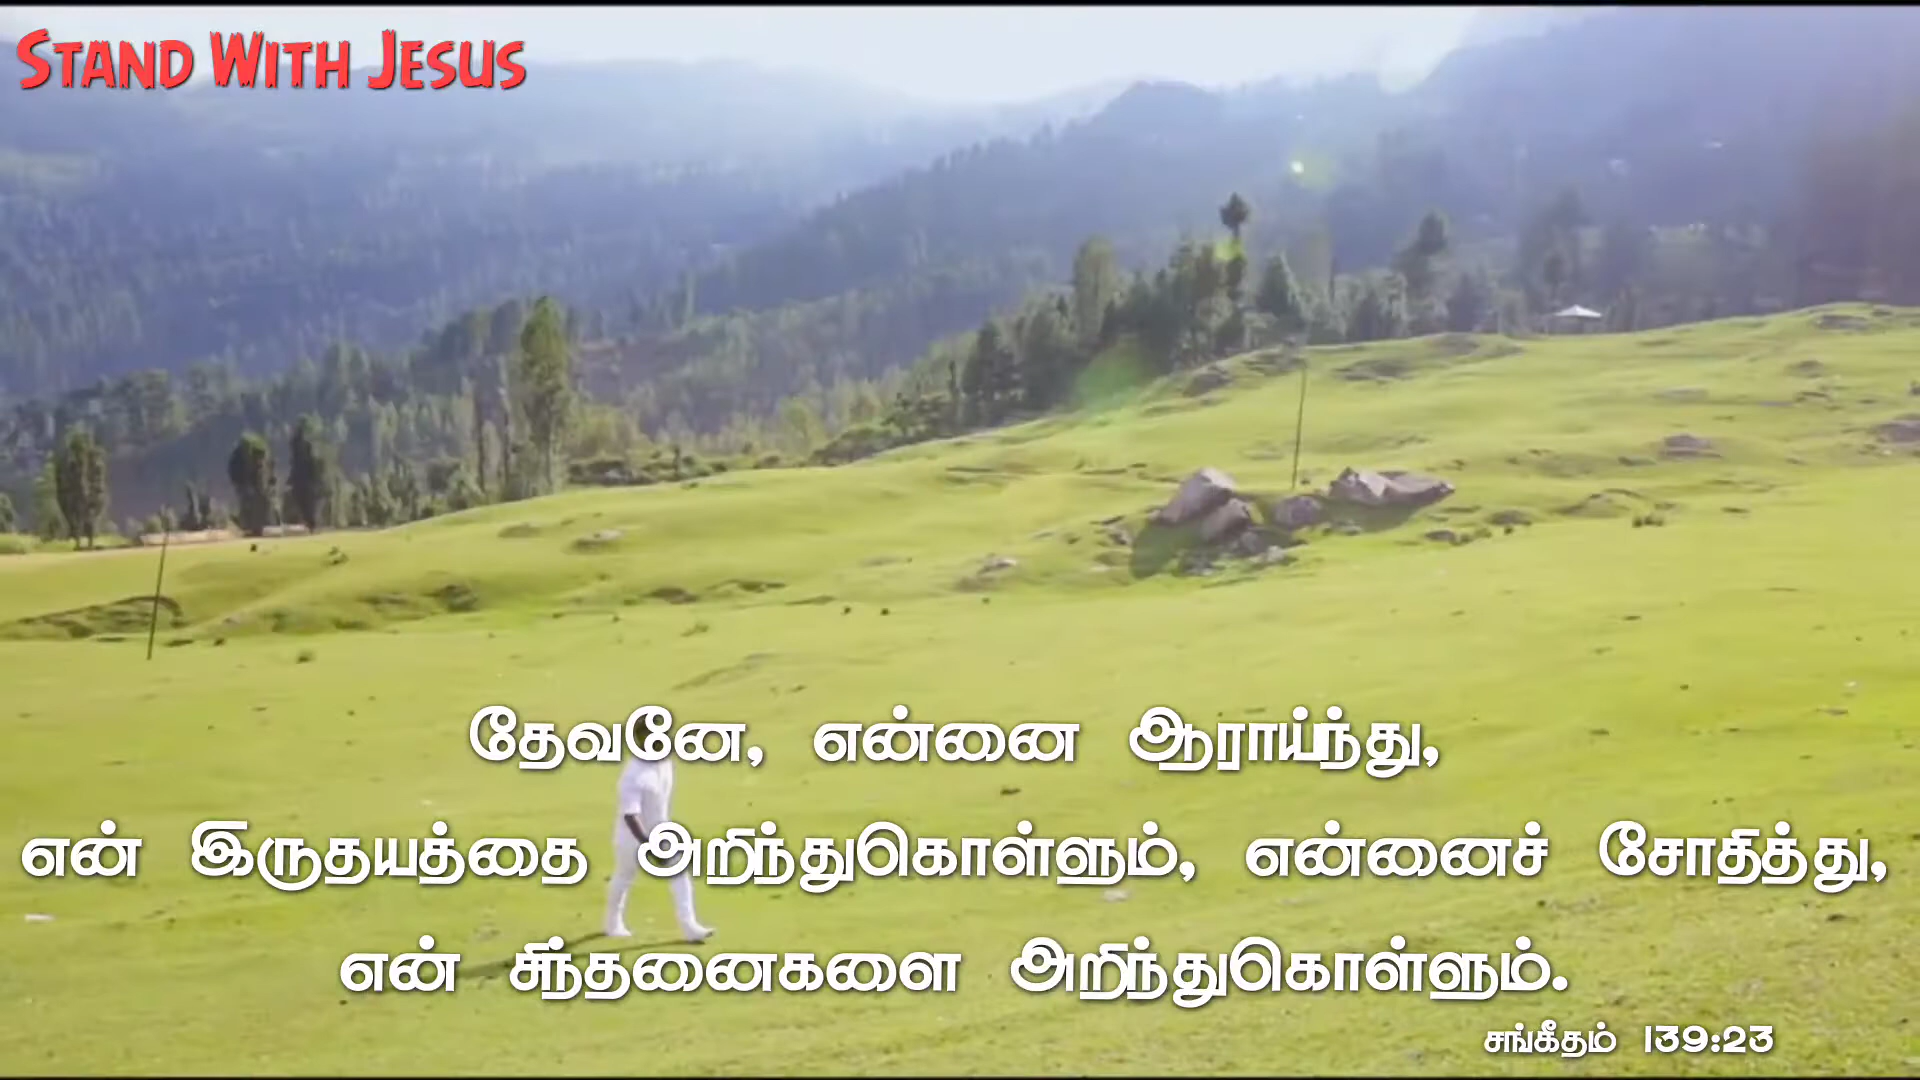 Stand With Jesus
தேவனே, என்னை ஆராய்ந்து,
என் இருதயத்தை அறிந்துகொள்ளும், என்னைச் சோதித்து,
என் சிந்தனைகளை அறிந்துகொள்ளும்.
சங்கீதம் 139:23